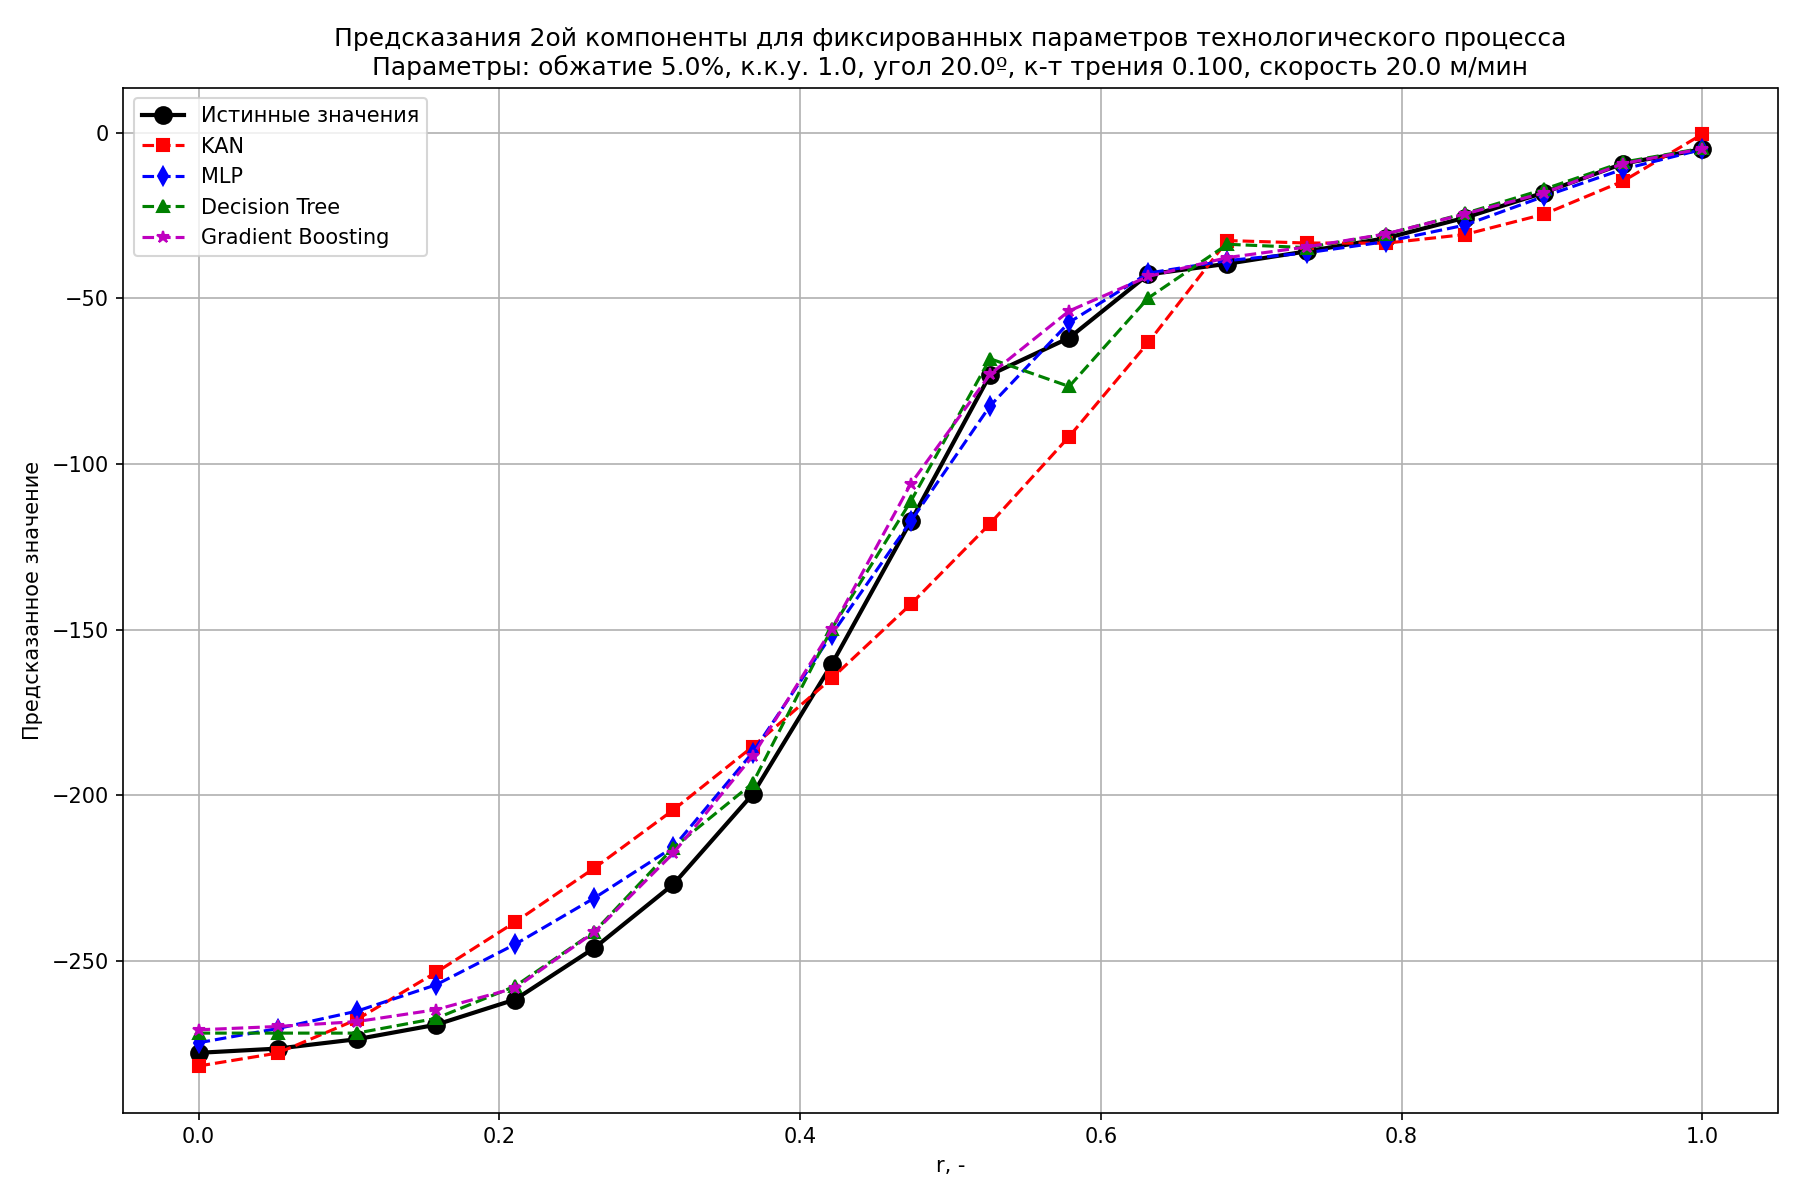 Предсказания 2ой компоненты для фиксированных параметров технологического процесса
Параметры: обжатие 5.0%, к.к.у. 1.0, угол 20.0º, к-т трения 0.100, скорость 20.0 м/мин
Истинные значения
KAN
MLP
Decision Tree
Gradient Boosting
Предсказанное значение
0
−50
−100
−150
−200
−250
0.0 0.2 0.4 0.6 0.8 1.0
r, -